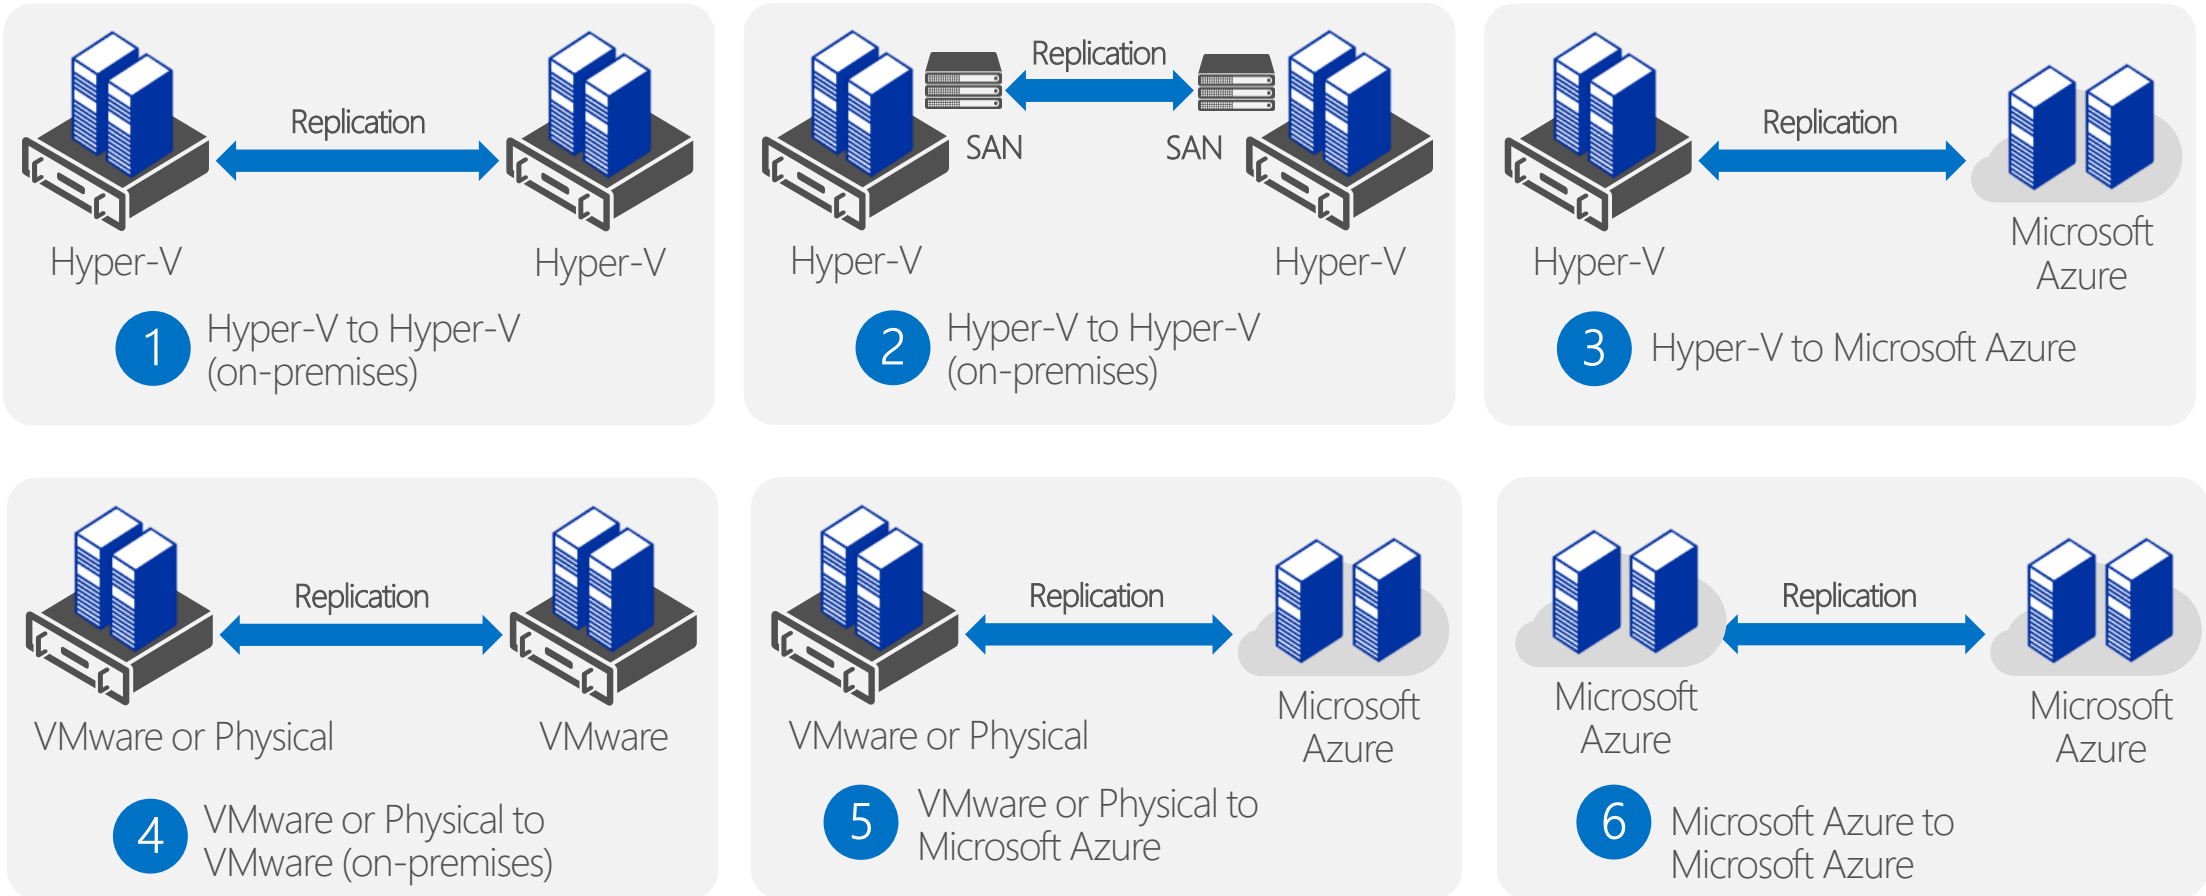 Replication
Hyper-V
Hyper-V
1
Hyper-V to Hyper-V
(on-premises)
Replication
SAN
SAN
Hyper-V
Hyper-V
2
Hyper-V to Hyper-V
(on-premises)
Replication
Hyper-V
Microsoft
Azure
3
Hyper-V to Microsoft Azure
Replication
VMware or Physical
VMware
4
VMware or Physical to
VMware (on-premises)
Replication
VMware or Physical
Microsoft
Azure
5
VMware or Physical to
Microsoft Azure
Replication
Microsoft
Azure
Microsoft
Azure
6
Microsoft Azure to
Microsoft Azure